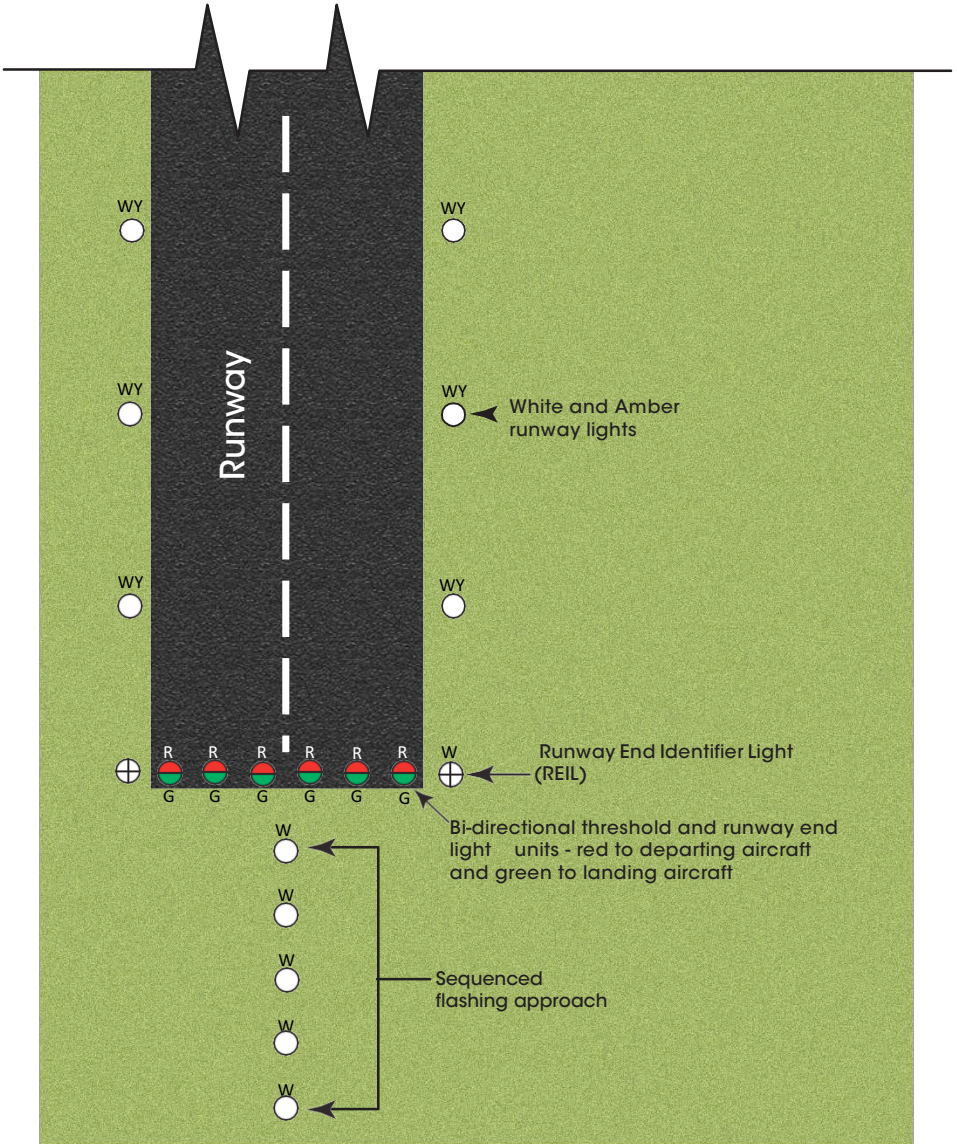 WY WY
Runway
WY WY
White and Amber
runway lights
WY WY
R R R R R R W
Runway End Identifier Light
(REIL)
G G G G G G
Bi-directional threshold and runway end
light units - red to departing aircraft
and green to landing aircraft
W
W
W
Sequenced
flashing approach
W
W